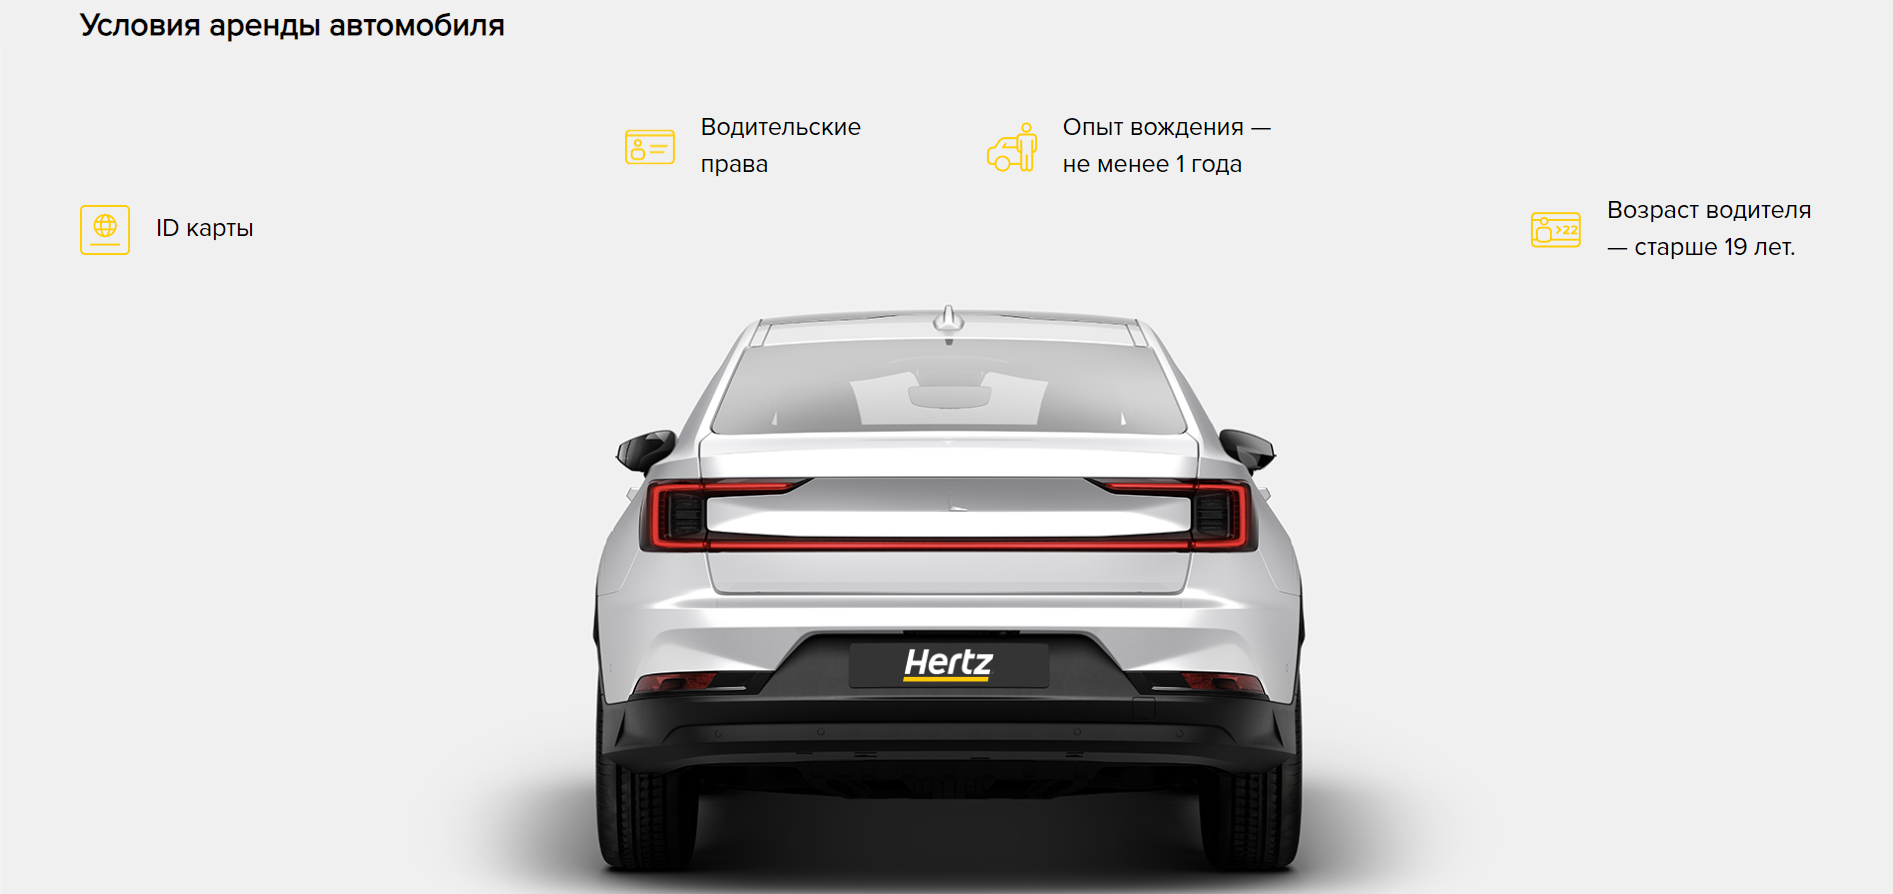 Условия аренды автомобиля
Водительские
права
Опыт вождения —
не менее 1 года
ID карты
>22
Возраст водителя
— старше 19 лет.
Hertz